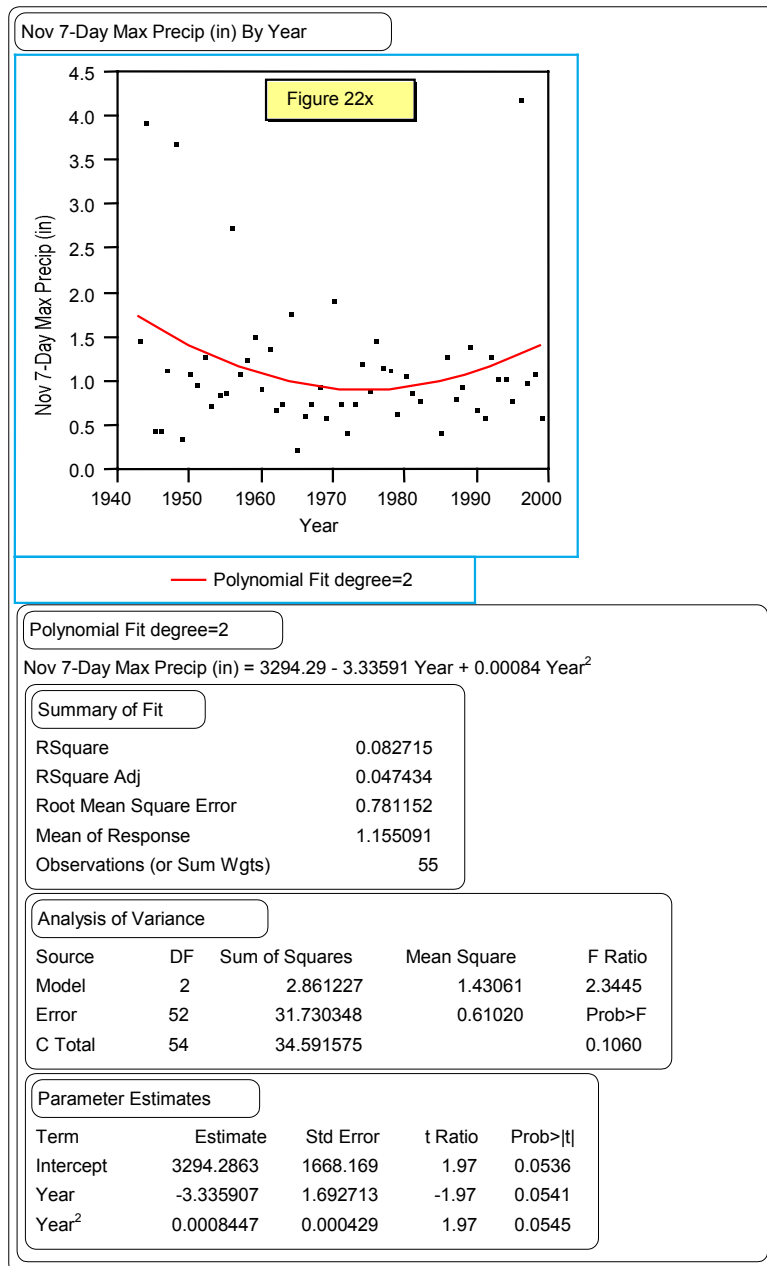 Nov 7-Day Max Precip (in) By Year
Figure 22x
4.5
4.0
3.5
3.0
2.5
2.0
1.5
1.0
0.5
0.0
Nov 7-Day Max Precip (in)
1940 1950 1960 1970 1980 1990 2000
Year
Polynomial Fit degree=2
Polynomial Fit degree=2
Nov 7-Day Max Precip (in) = 3294.29 - 3.33591 Year + 0.00084 Year²
Summary of Fit
RSquare 0.082715
RSquare Adj 0.047434
Root Mean Square Error 0.781152
Mean of Response 1.155091
Observations (or Sum Wgts) 55
Analysis of Variance
Source DF Sum of Squares Mean Square F Ratio
Model 2 2.861227 1.43061 2.3445
Error 52 31.730348 0.61020 Prob>F
C Total 54 34.591575 0.1060
Parameter Estimates
Term Estimate Std Error t Ratio Prob>|t|
Intercept 3294.2863 1668.169 1.97 0.0536
Year -3.335907 1.692713 -1.97 0.0541
Year² 0.0008447 0.000429 1.97 0.0545